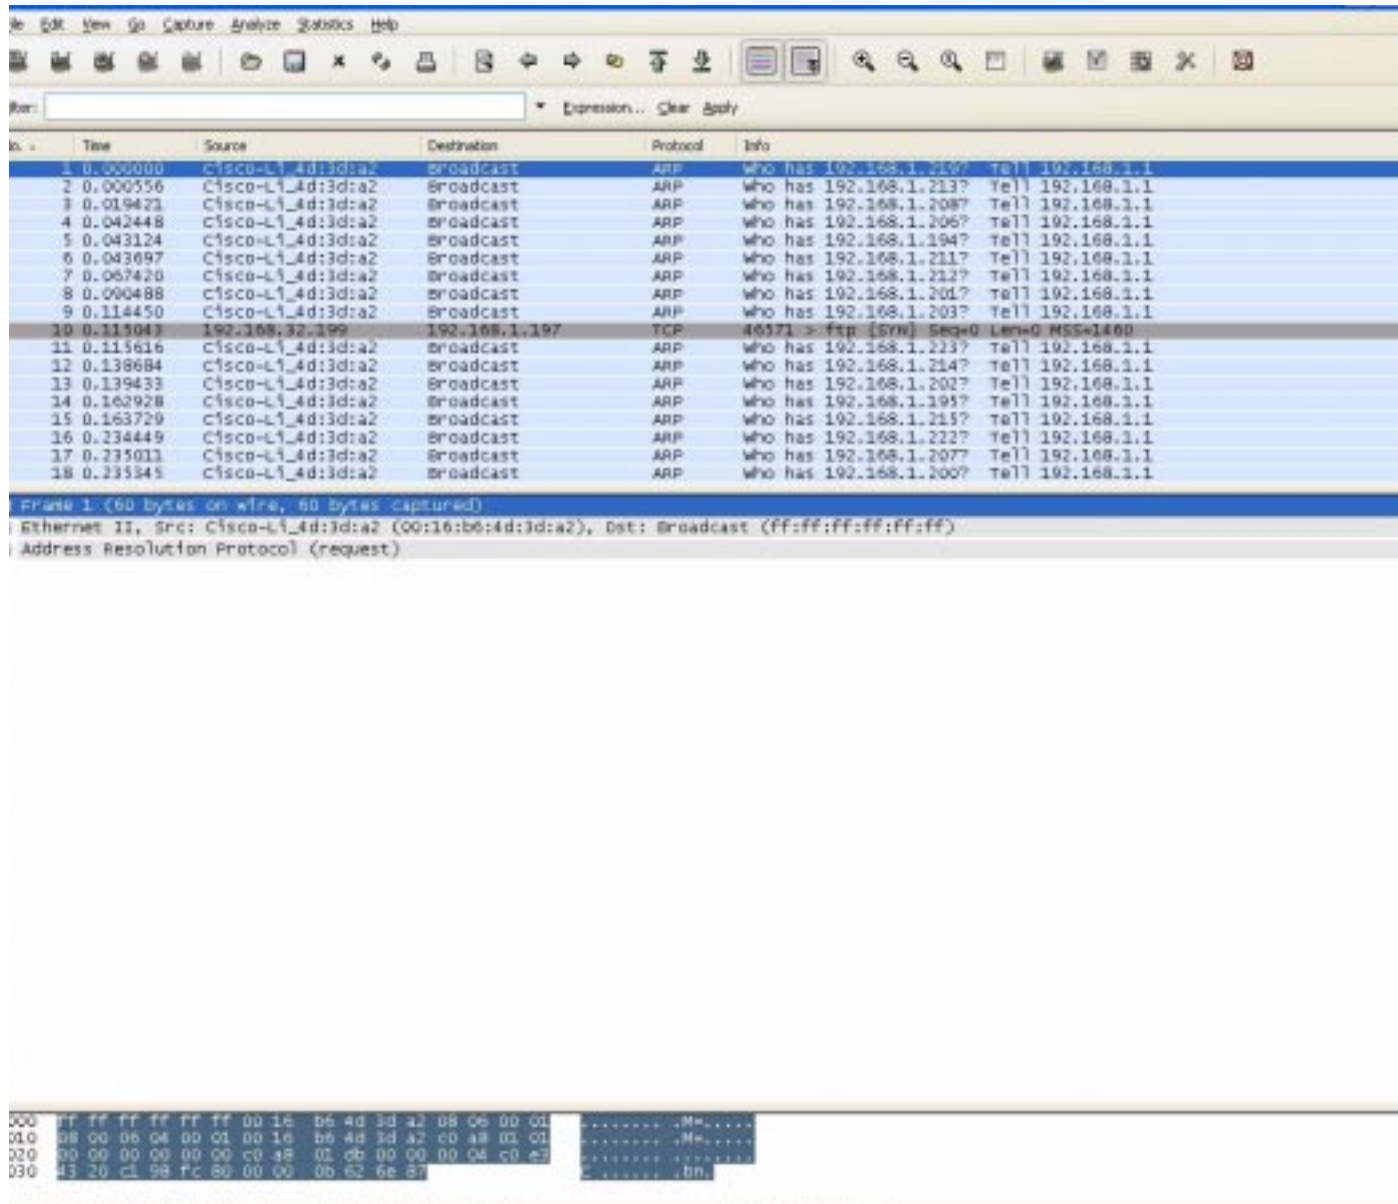 le Edit View Go Capture Analyze Statistics Help
lter: Expression... Clear Apply
o. . Time Source Destination Protocol Info
1 0.000000 Cisco-Li_4d:3d:a2 Broadcast ARP Who has 192.168.1.219? Tell 192.168.1.1
2 0.000556 Cisco-Li_4d:3d:a2 Broadcast ARP Who has 192.168.1.213? Tell 192.168.1.1
3 0.019421 Cisco-Li_4d:3d:a2 Broadcast ARP Who has 192.168.1.208? Tell 192.168.1.1
4 0.042448 Cisco-Li_4d:3d:a2 Broadcast ARP Who has 192.168.1.206? Tell 192.168.1.1
5 0.043124 Cisco-Li_4d:3d:a2 Broadcast ARP Who has 192.168.1.194? Tell 192.168.1.1
6 0.043697 Cisco-Li_4d:3d:a2 Broadcast ARP Who has 192.168.1.211? Tell 192.168.1.1
7 0.067420 Cisco-Li_4d:3d:a2 Broadcast ARP Who has 192.168.1.212? Tell 192.168.1.1
8 0.090488 Cisco-Li_4d:3d:a2 Broadcast ARP Who has 192.168.1.201? Tell 192.168.1.1
9 0.114450 Cisco-Li_4d:3d:a2 Broadcast ARP Who has 192.168.1.203? Tell 192.168.1.1
10 0.115043 192.168.32.199 192.168.1.197 TCP 46571 > ftp [SYN] Seq=0 Len=0 MSS=1460
11 0.115616 Cisco-Li_4d:3d:a2 Broadcast ARP Who has 192.168.1.223? Tell 192.168.1.1
12 0.138684 Cisco-Li_4d:3d:a2 Broadcast ARP Who has 192.168.1.214? Tell 192.168.1.1
13 0.139433 Cisco-Li_4d:3d:a2 Broadcast ARP Who has 192.168.1.202? Tell 192.168.1.1
14 0.162928 Cisco-Li_4d:3d:a2 Broadcast ARP Who has 192.168.1.195? Tell 192.168.1.1
15 0.163729 Cisco-Li_4d:3d:a2 Broadcast ARP Who has 192.168.1.215? Tell 192.168.1.1
16 0.234449 Cisco-Li_4d:3d:a2 Broadcast ARP Who has 192.168.1.222? Tell 192.168.1.1
17 0.235011 Cisco-Li_4d:3d:a2 Broadcast ARP Who has 192.168.1.207? Tell 192.168.1.1
18 0.235345 Cisco-Li_4d:3d:a2 Broadcast ARP Who has 192.168.1.200? Tell 192.168.1.1
Frame 1 (60 bytes on wire, 60 bytes captured)
Ethernet II, Src: Cisco-Li_4d:3d:a2 (00:16:b6:4d:3d:a2), Dst: Broadcast (ff:ff:ff:ff:ff:ff)
Address Resolution Protocol (request)
000 ff ff ff ff ff ff 00 16 b6 4d 3d a2 08 06 00 01 ........ .M=.....
010 08 00 06 04 00 01 00 16 b6 4d 3d a2 c0 a8 01 01 ........ .M=.....
020 00 00 00 00 00 00 c0 a8 01 db 00 00 00 04 c0 e3 ........ ........
030 43 20 c1 98 fc 80 00 00 0b 62 6e 87 C ...... .bn.